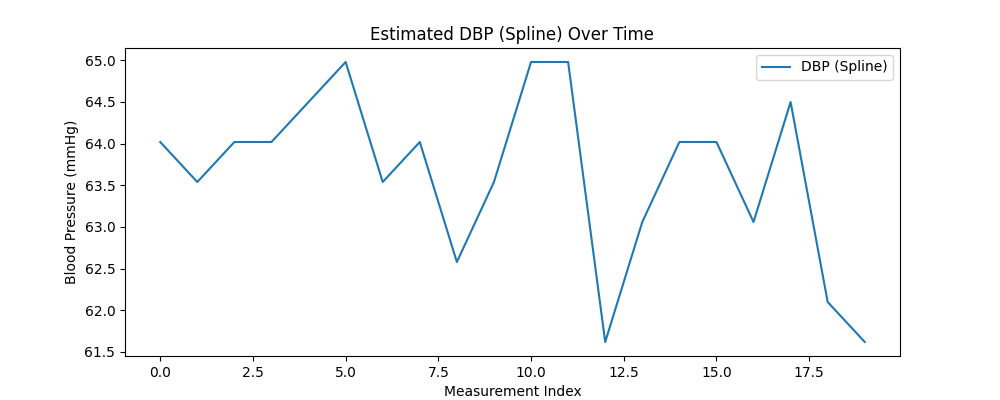 Estimated DBP (Spline) Over Time
DBP (Spline)
65.0
64.5
64.0
63.5
63.0
62.5
62.0
61.5
Blood Pressure (mmHg)
0.0 2.5 5.0 7.5 10.0 12.5 15.0 17.5
Measurement Index